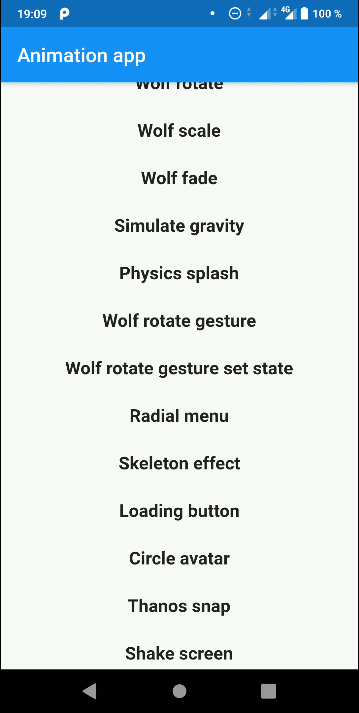 19:09
4G
100 %
Animation app
Wolf rotate
Wolf scale
Wolf fade
Simulate gravity
Physics splash
Wolf rotate gesture
Wolf rotate gesture set state
Radial menu
Skeleton effect
Loading button
Circle avatar
Thanos snap
Shake screen